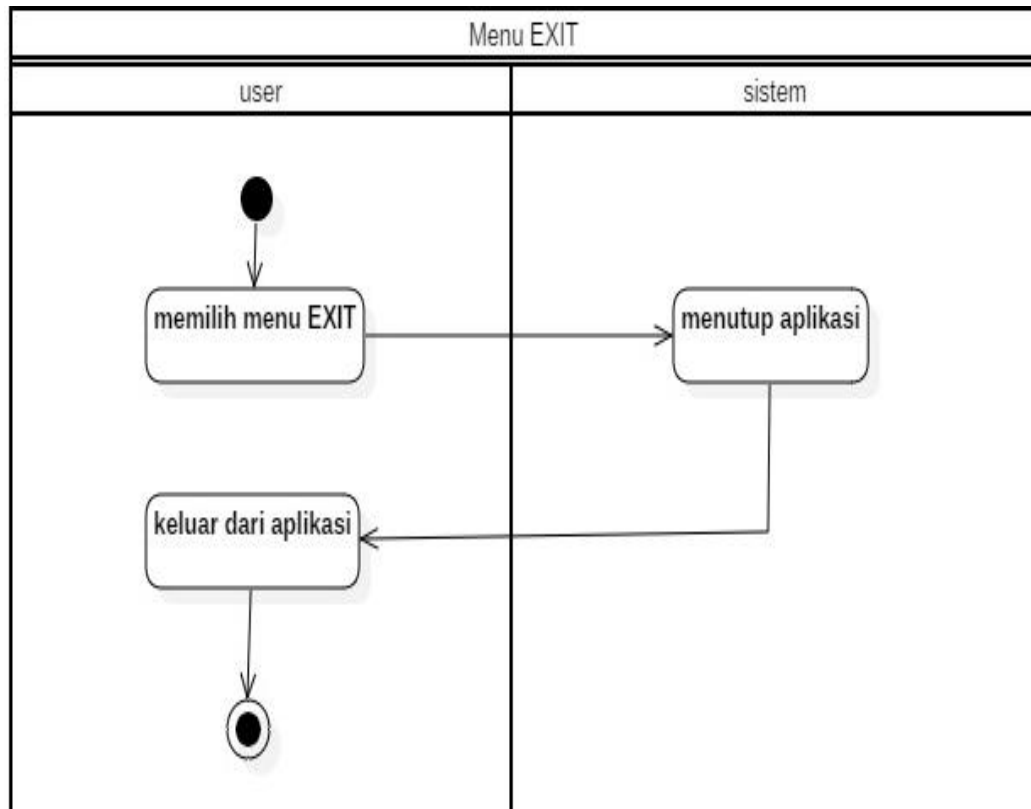 Menu EXIT
user
sistem
memilih menu EXIT
menutup aplikasi
keluar dari aplikasi